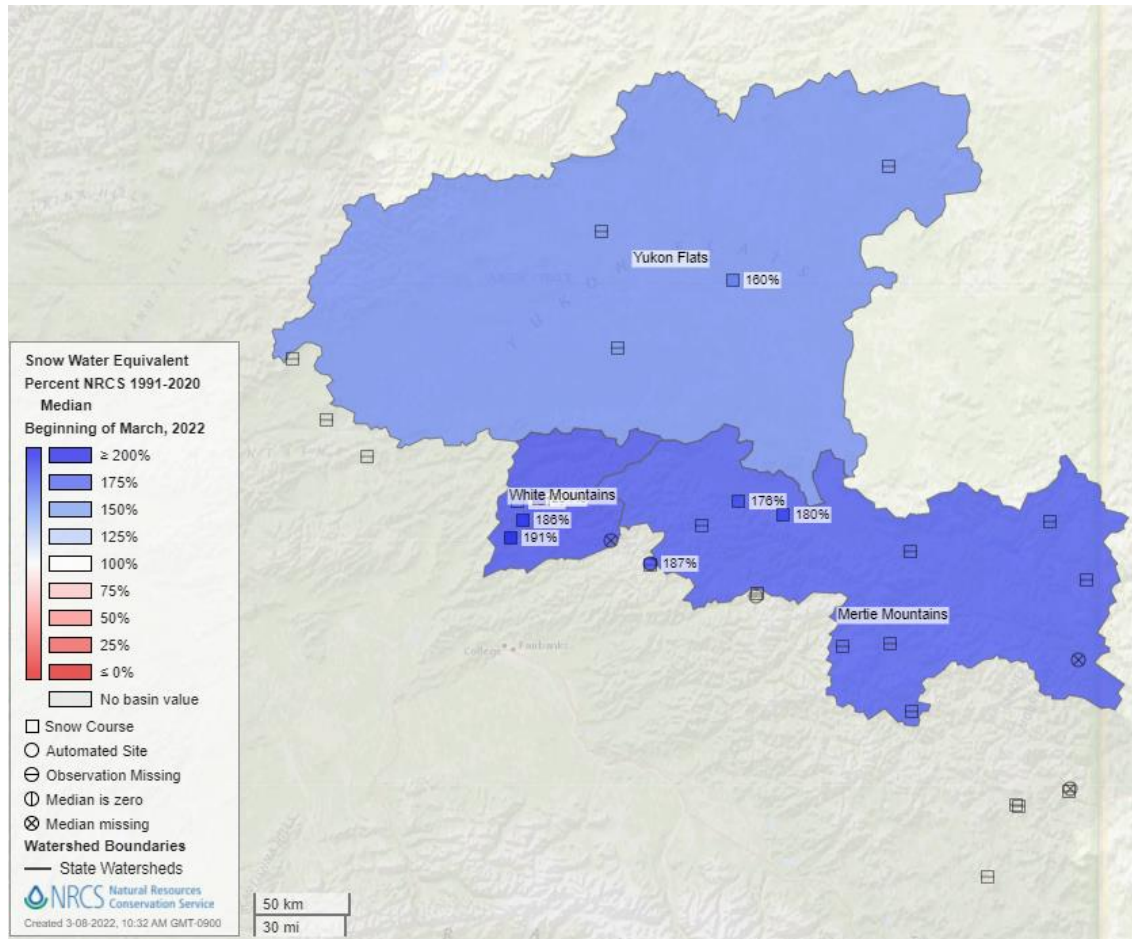 Yukon Flats
160%
White Mountains
186%
191%
176%
180%
187%
Mertie Mountains
College
Fairbanks
Snow Water Equivalent
Percent NRCS 1991-2020
Median
Beginning of March, 2022
≥ 200%
175%
150%
125%
100%
75%
50%
25%
≤ 0%
No basin value
Snow Course
Automated Site
Observation Missing
Median is zero
Median missing
Watershed Boundaries
State Watersheds
NRCS Natural Resources
Conservation Service
Created 3-08-2022, 10:32 AM GMT-0900
50 km
30 mi